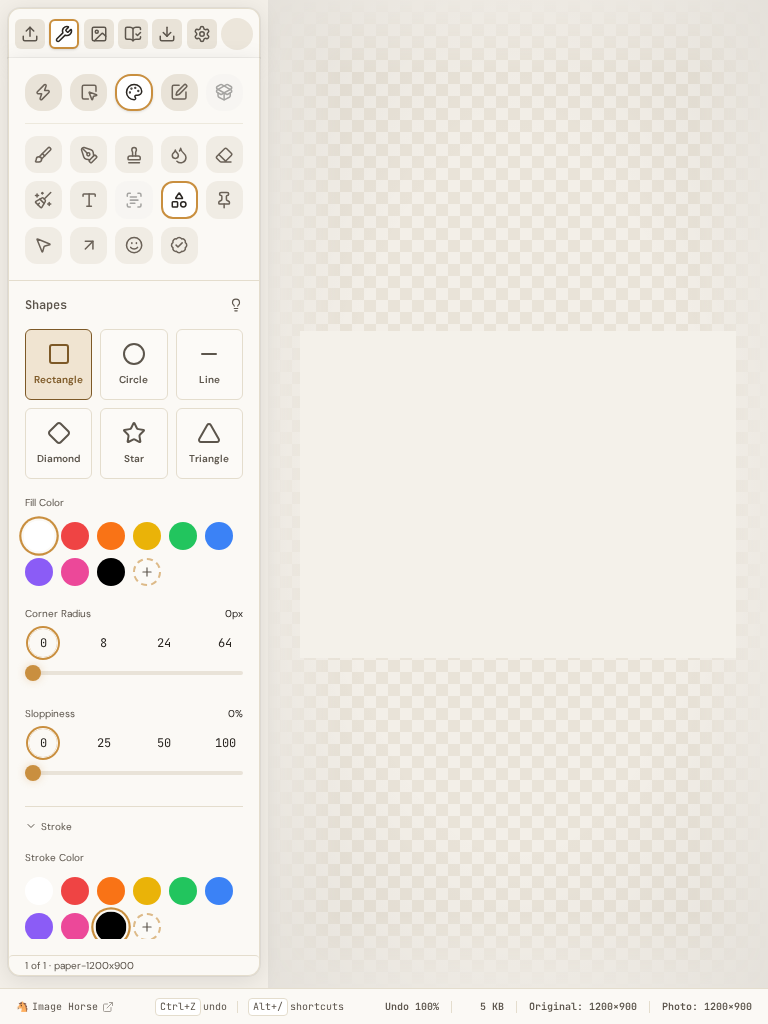 Shapes
Rectangle
Circle
Line
Diamond
Star
Triangle
Fill Color
Corner Radius 0px
0 8 24 64
Sloppiness 0%
0 25 50 100
Stroke
Stroke Color
1 of 1 · paper-1200x900
🐴 Image Horse Ctrl+Z undo Alt+/ shortcuts Undo 100% 5 KB Original: 1200×900 Photo: 1200×900